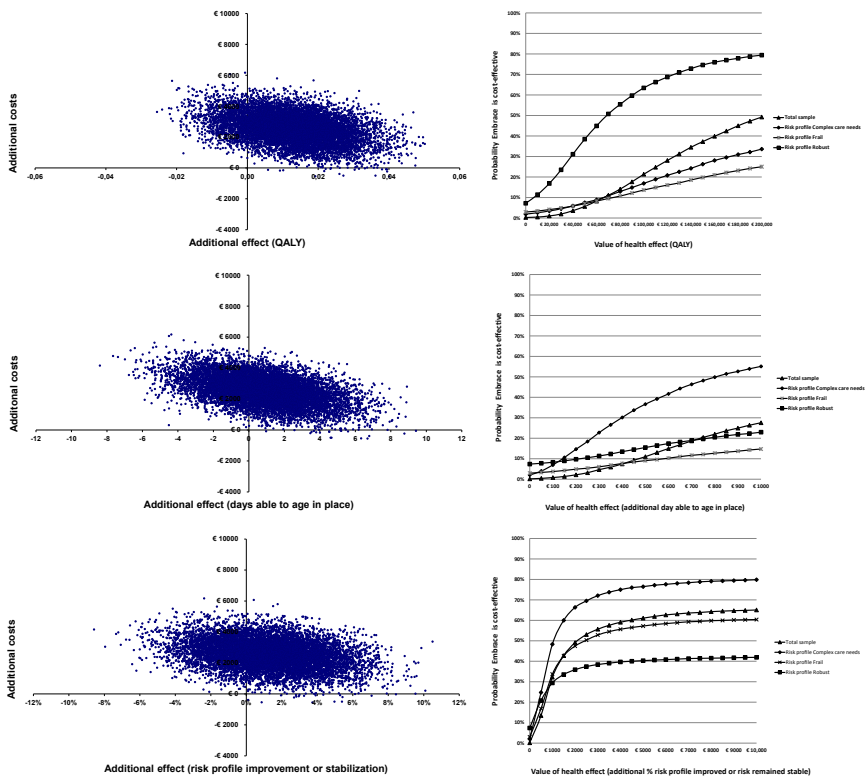 € 10000
€ 8000
€ 6000
€ 4000
€ 2000
€ 0
-€ 2000
-€ 4000
-0,06 -0,04 -0,02 0,00 0,02 0,04 0,06
Additional costs
Additional effect (QALY)
100%
90%
80%
70%
60%
50%
40%
30%
20%
10%
0%
€ 0 € 20,000 € 40,000 € 60,000 € 80,000 € 100,000 € 120,000 € 140,000 € 160,000 € 180,000 € 200,000
Probability Embrace is cost-effective
Value of health effect (QALY)
Total sample
Risk profile Complex care needs
Risk profile Frail
Risk profile Robust
€ 10000
€ 8000
€ 6000
€ 4000
€ 2000
€ 0
-€ 2000
-€ 4000
-12 -10 -8 -6 -4 -2 0 2 4 6 8 10 12
Additional costs
Additional effect (days able to age in place)
100%
90%
80%
70%
60%
50%
40%
30%
20%
10%
0%
€ 0 € 100 € 200 € 300 € 400 € 500 € 600 € 700 € 800 € 900 € 1000
Probability Embrace is cost-effective
Value of health effect (additional day able to age in place)
Total sample
Risk profile Complex care needs
Risk profile Frail
Risk profile Robust
€ 10000
€ 8000
€ 6000
€ 4000
€ 2000
€ 0
-€ 2000
-€ 4000
-12% -10% -8% -6% -4% -2% 0% 2% 4% 6% 8% 10% 12%
Additional costs
Additional effect (risk profile improvement or stabilization)
100%
90%
80%
70%
60%
50%
40%
30%
20%
10%
0%
€ 0 € 1000 € 2000 € 3000 € 4000 € 5000 € 6000 € 7000 € 8000 € 9000 € 10,000
Probability Embrace is cost-effective
Value of health effect (additional % risk profile improved or risk remained stable)
Total sample
Risk profile Complex care needs
Risk profile Frail
Risk profile Robust